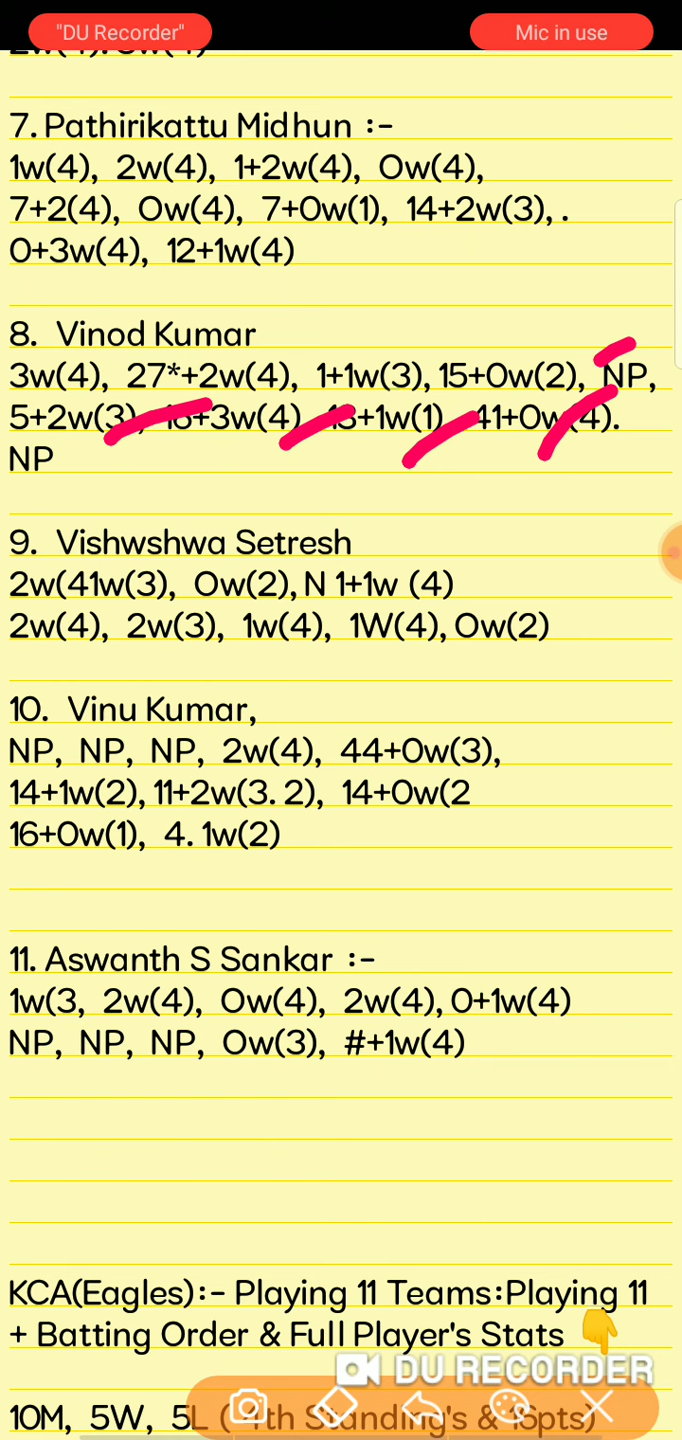 "DU Recorder"
Mic in use
7. Pathirikattu Midhun :-
1w(4), 2w(4), 1+2w(4), 0w(4),
7+2(4), 0w(4), 7+0w(1), 14+2w(3), .
0+3w(4), 12+1w(4)
8. Vinod Kumar
3w(4), 27*+2w(4), 1+1w(3), 15+0w(2), NP,
5+2w(3), +3w(4) +1w(1) 41+0w(4).
NP
9. Vishwshwa Setresh
2w(41w(3), 0w(2), N 1+1w (4)
2w(4), 2w(3), 1w(4), 1W(4), 0w(2)
10. Vinu Kumar,
NP, NP, NP, 2w(4), 44+0w(3),
14+1w(2), 11+2w(3. 2), 14+0w(2
16+0w(1), 4. 1w(2)
11. Aswanth S Sankar :-
1w(3, 2w(4), 0w(4), 2w(4), 0+1w(4)
NP, NP, NP, 0w(3), #+1w(4)
KCA(Eagles):- Playing 11 Teams:Playing 11
+ Batting Order & Full Player's Stats 👇
DU RECORDER
10M, 5W, 5L ( 4th Standing's & 16pts)